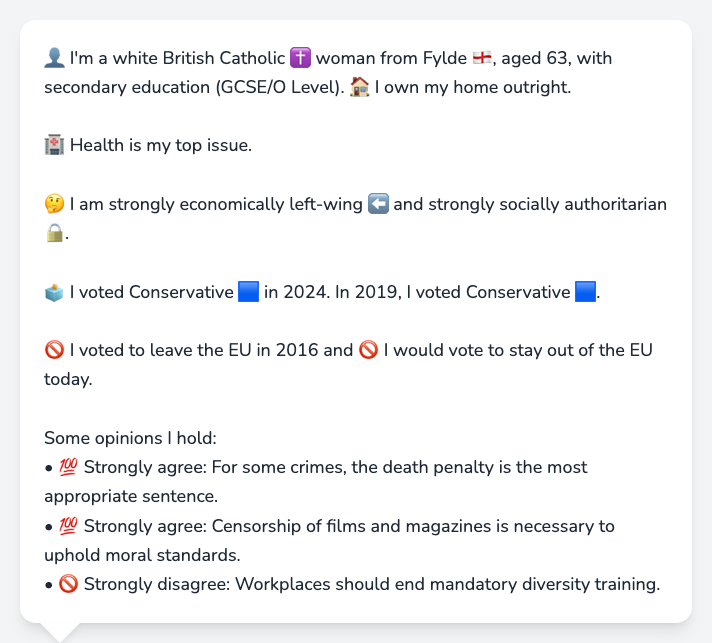 👤 I'm a white British Catholic ✝️ woman from Fylde 🏴󠁧󠁢󠁥󠁮󠁧󠁿, aged 63, with
secondary education (GCSE/O Level). 🏠 I own my home outright.
🏥 Health is my top issue.
🤔 I am strongly economically left-wing ⬅️ and strongly socially authoritarian
🔒.
🗳️ I voted Conservative 🟦 in 2024. In 2019, I voted Conservative 🟦.
🚫 I voted to leave the EU in 2016 and 🚫 I would vote to stay out of the EU
today.
Some opinions I hold:
• 💯 Strongly agree: For some crimes, the death penalty is the most
appropriate sentence.
• 💯 Strongly agree: Censorship of films and magazines is necessary to
uphold moral standards.
• 🚫 Strongly disagree: Workplaces should end mandatory diversity training.